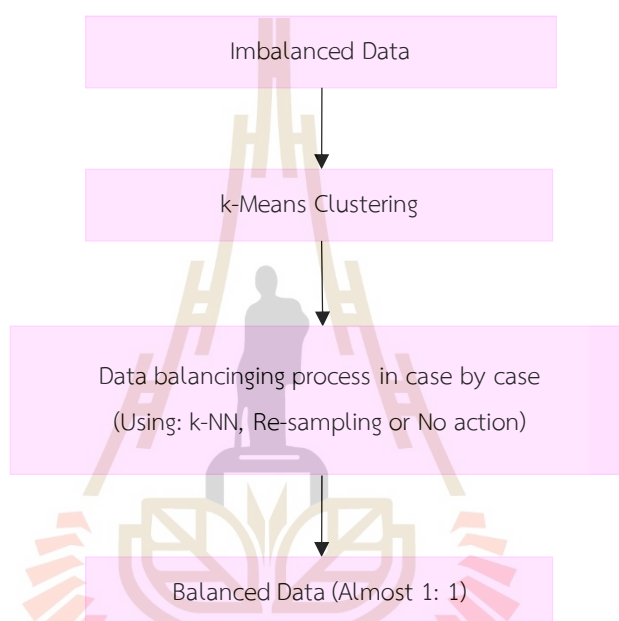 Imbalanced Data
k-Means Clustering
Data balancinging process in case by case
(Using: k-NN, Re-sampling or No action)
Balanced Data (Almost 1: 1)